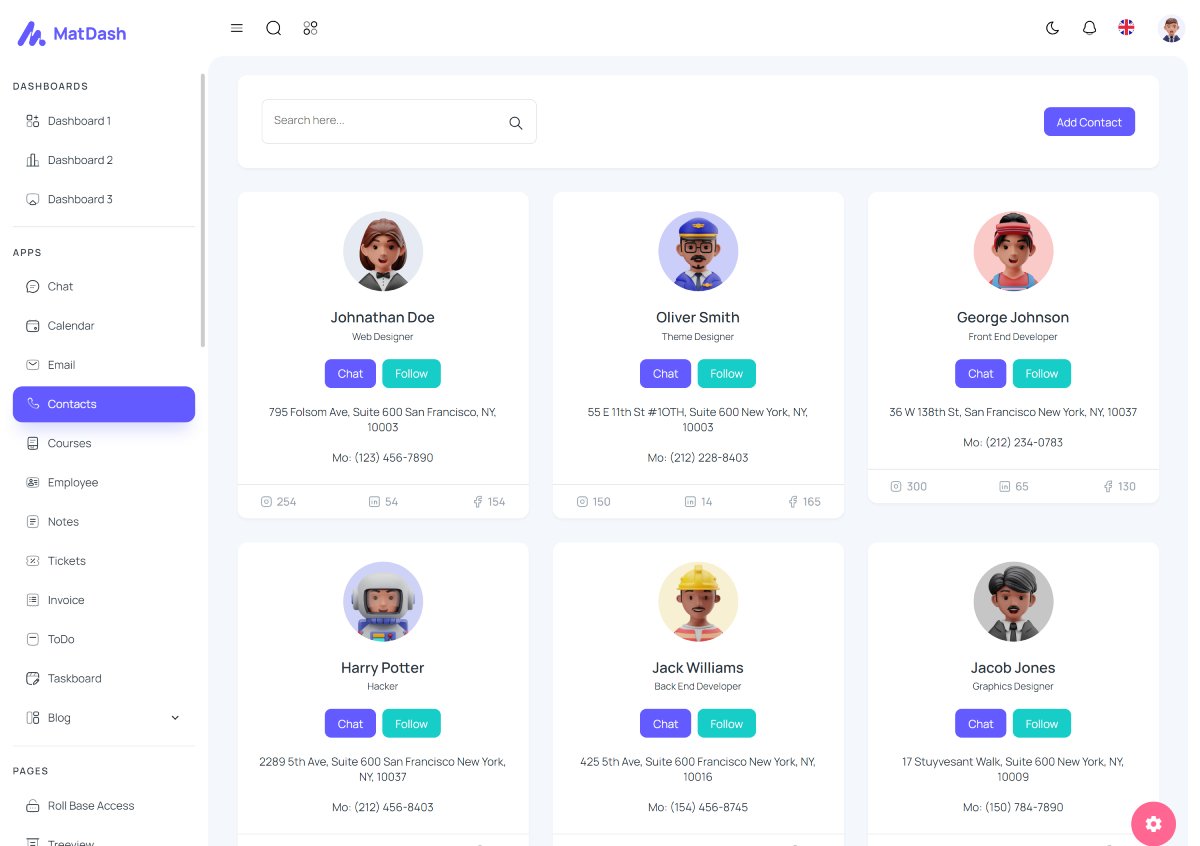 MatDash
DASHBOARDS
Dashboard 1
Dashboard 2
Dashboard 3
APPS
Chat
Calendar
Email
Contacts
Courses
Employee
Notes
Tickets
Invoice
ToDo
Taskboard
Blog
PAGES
Roll Base Access
Treeview
Search here...
Add Contact
Johnathan Doe
Web Designer
Chat Follow
795 Folsom Ave, Suite 600 San Francisco, NY,
10003
Mo: (123) 456-7890
254 54 154
Oliver Smith
Theme Designer
Chat Follow
55 E 11th St #1OTH, Suite 600 New York, NY,
10003
Mo: (212) 228-8403
150 14 165
George Johnson
Front End Developer
Chat Follow
36 W 138th St, San Francisco New York, NY, 10037
Mo: (212) 234-0783
300 65 130
Harry Potter
Hacker
Chat Follow
2289 5th Ave, Suite 600 San Francisco New York,
NY, 10037
Mo: (212) 456-8403
Jack Williams
Back End Developer
Chat Follow
425 5th Ave, Suite 600 Francisco New York, NY,
10016
Mo: (154) 456-8745
Jacob Jones
Graphics Designer
Chat Follow
17 Stuyvesant Walk, Suite 600 New York, NY,
10009
Mo: (150) 784-7890